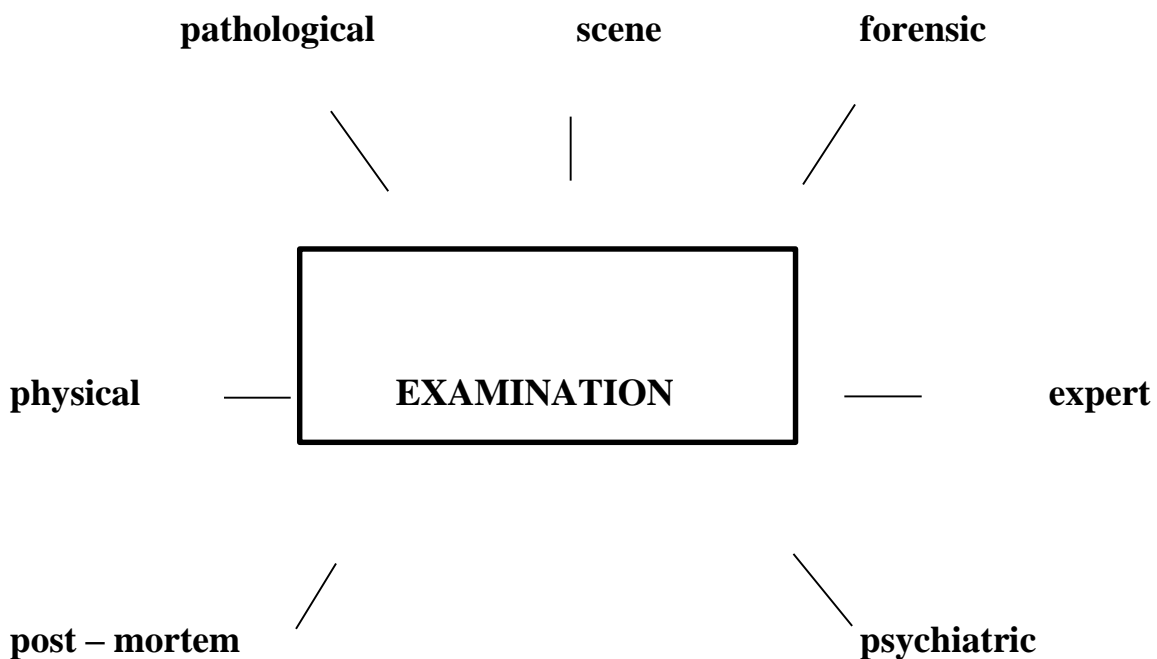 pathological scene forensic
physical EXAMINATION expert
post – mortem psychiatric